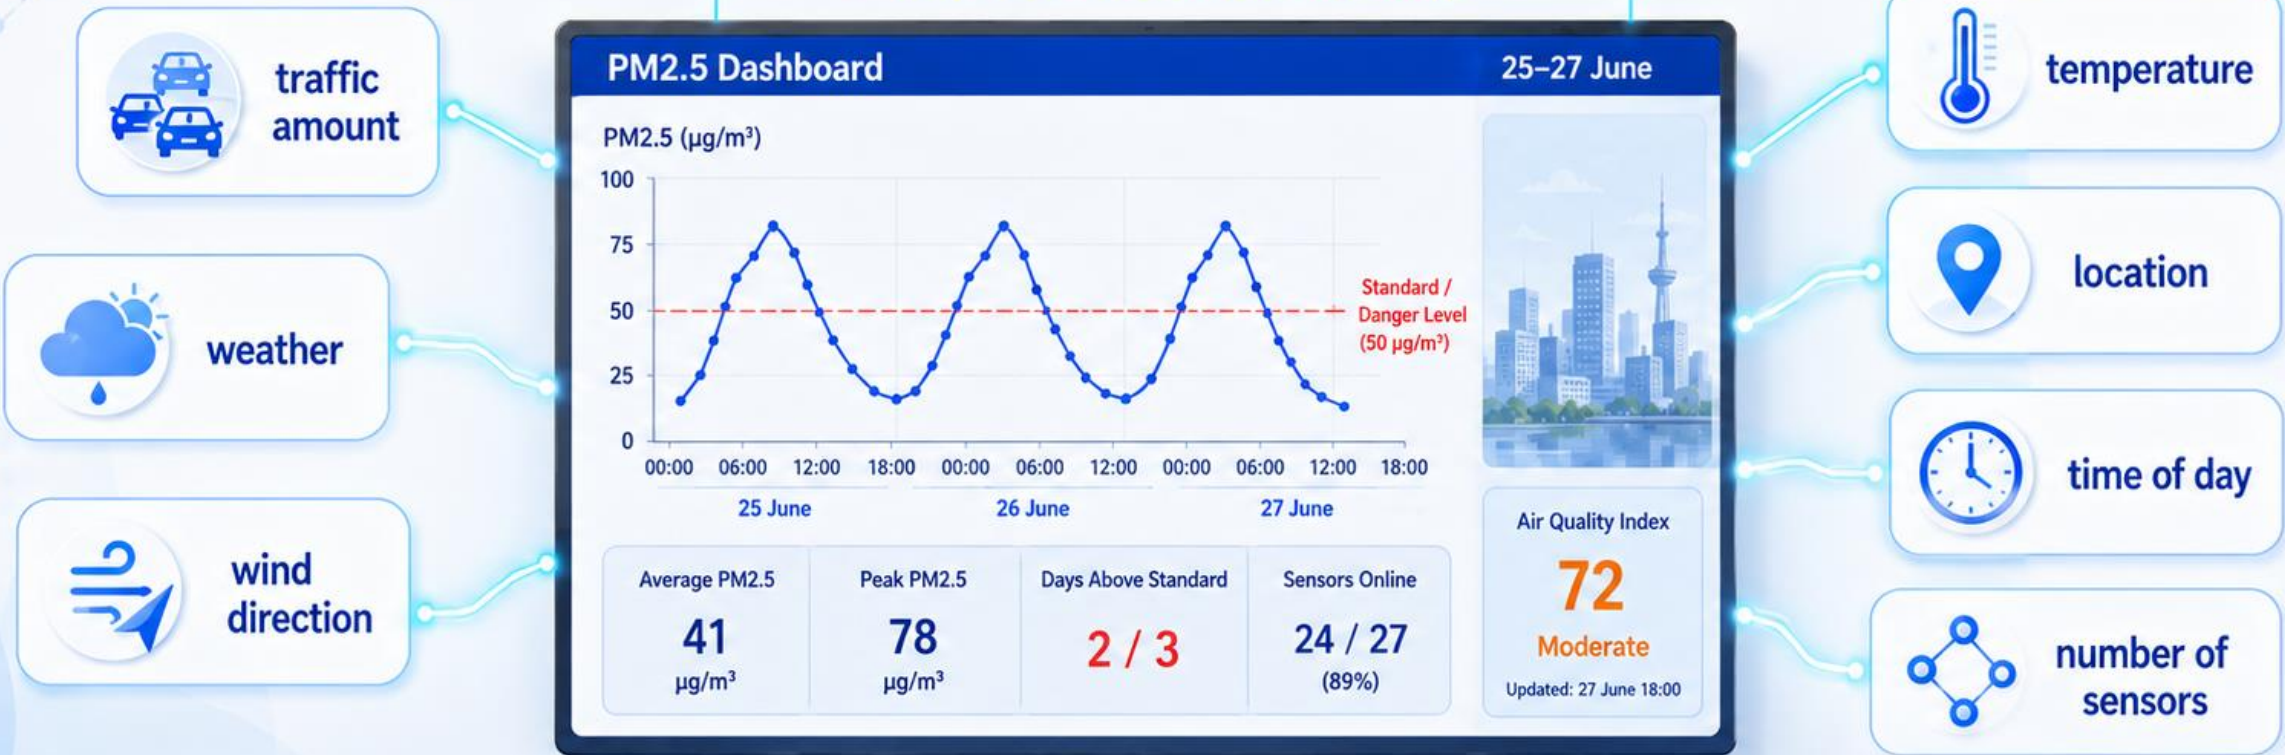 traffic
amount
weather
wind
direction
PM2.5 Dashboard
25–27 June
PM2.5 (µg/m³)
100
75
50
25
0
Standard /
Danger Level
(50 µg/m³)
00:00 06:00 12:00 18:00 00:00 06:00 12:00 00:00 06:00 12:00 18:00
25 June 26 June 27 June
Average PM2.5
41
µg/m³
Peak PM2.5
78
µg/m³
Days Above Standard
2 / 3
Sensors Online
24 / 27
(89%)
Air Quality Index
72
Moderate
Updated: 27 June 18:00
temperature
location
time of day
number of
sensors